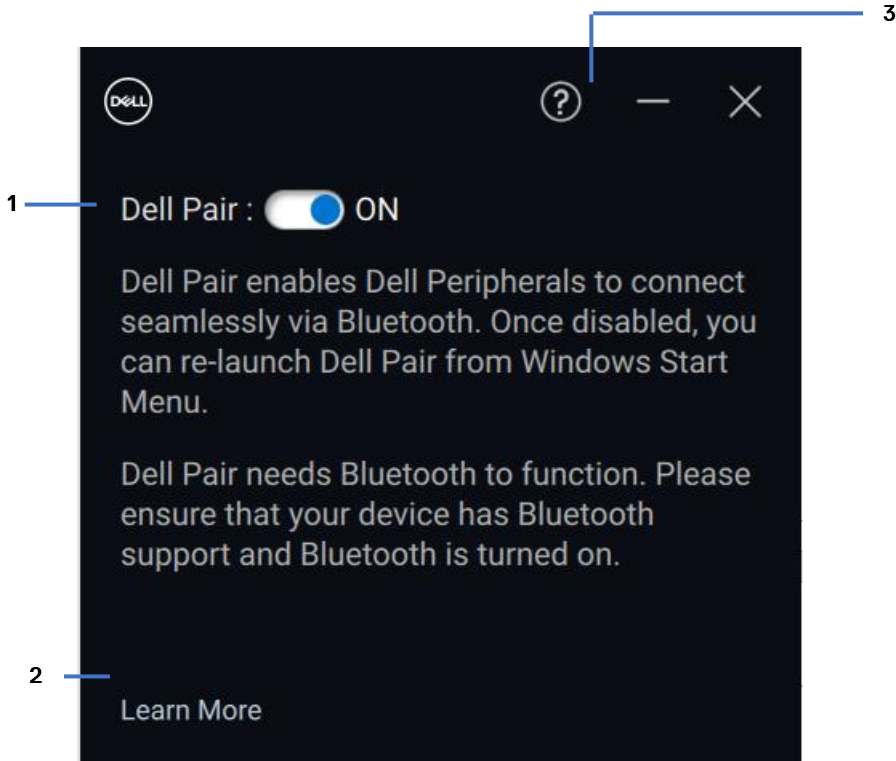 3
DELL
?
1
Dell Pair : ON
Dell Pair enables Dell Peripherals to connect
seamlessly via Bluetooth. Once disabled, you
can re-launch Dell Pair from Windows Start
Menu.
Dell Pair needs Bluetooth to function. Please
ensure that your device has Bluetooth
support and Bluetooth is turned on.
2
Learn More